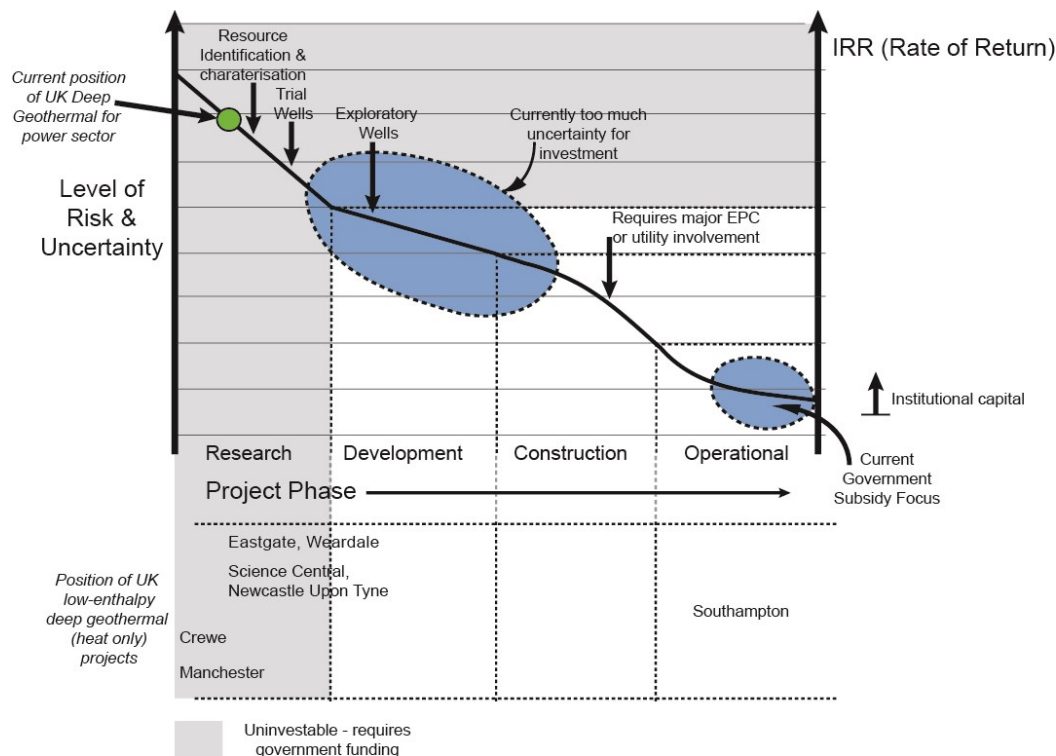 Resource
Identification &
charaterisation
IRR (Rate of Return)
Current position
of UK Deep
Geothermal for
power sector
Trial
Wells
Exploratory
Wells
Currently too much
uncertainty for
investment
Level of
Risk &
Uncertainty
Requires major EPC
or utility involvement
Institutional capital
Research
Development
Construction
Operational
Current
Government
Subsidy Focus
Project Phase
Eastgate, Weardale
Science Central,
Newcastle Upon Tyne
Position of UK
low-enthalpy
deep geothermal
(heat only)
projects
Southampton
Crewe
Manchester
Uninvestable - requires
government funding